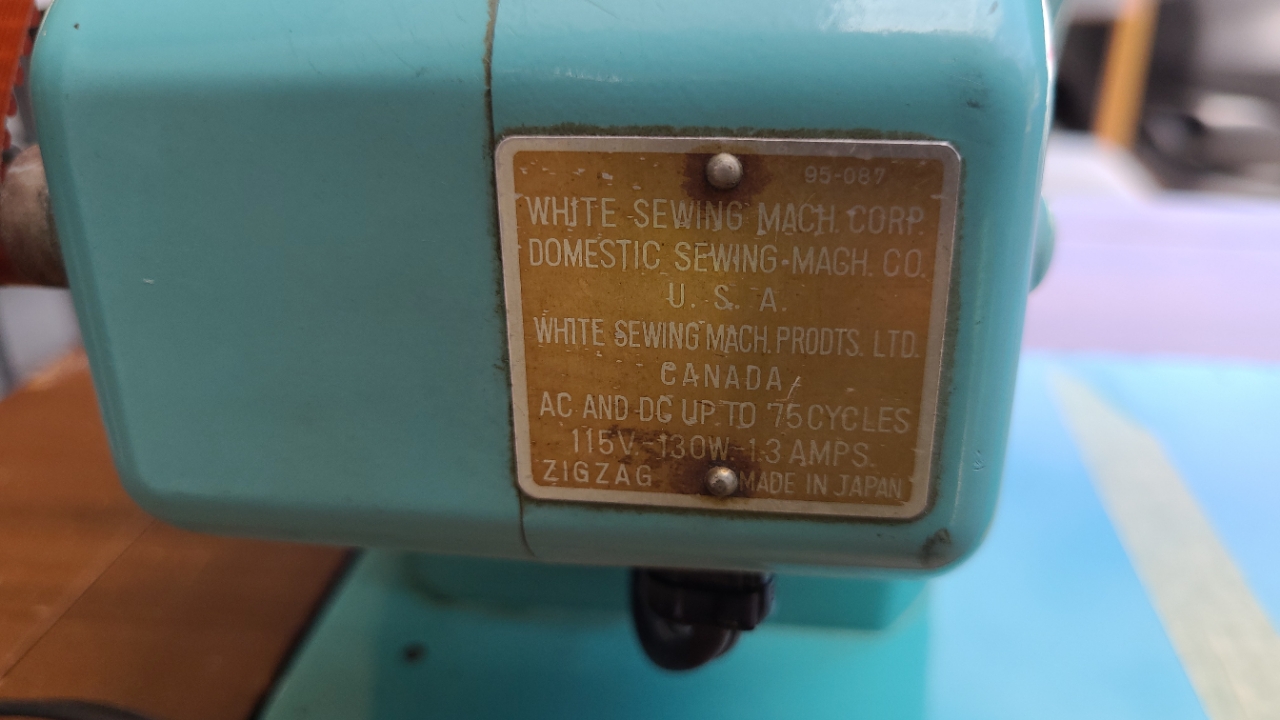 95-087
WHITE SEWING MACH. CORP.
DOMESTIC SEWING-MACH. CO.
U. S. A.
WHITE SEWING MACH. PRODTS. LTD.
CANADA
AC AND DC UP TO 75 CYCLES
115V.-130W-1.3 AMPS.
ZIGZAG MADE IN JAPAN